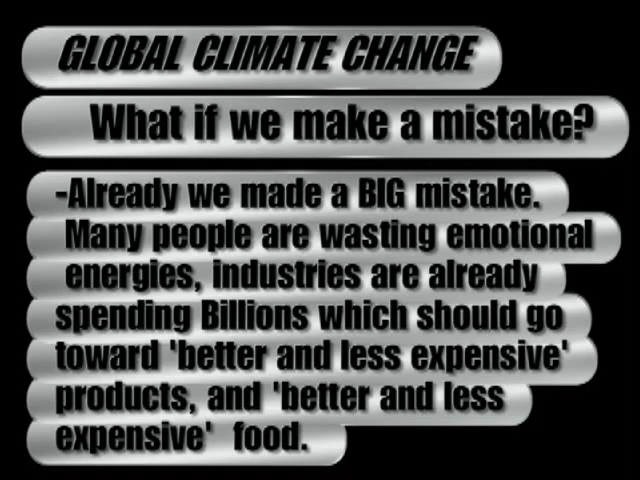 GLOBAL CLIMATE CHANGE
What if we make a mistake?
-Already we made a BIG mistake.
Many people are wasting emotional
energies, industries are already
spending Billions which should go
toward 'better and less expensive'
products, and 'better and less
expensive' food.